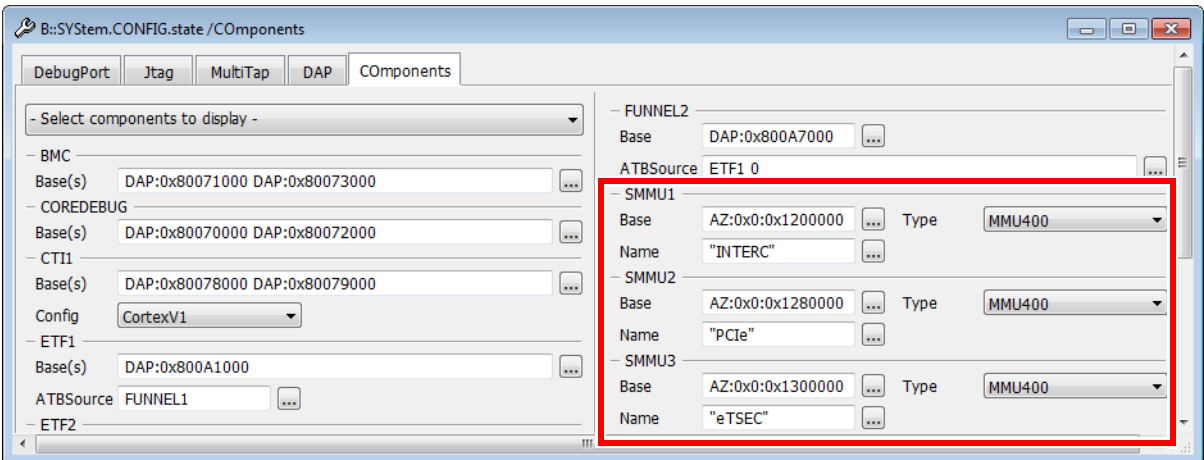 B::SYStem.CONFIG.state /COmponents
DebugPort Jtag MultiTap DAP COmponents
- Select components to display -
BMC
Base(s) DAP:0x80071000 DAP:0x80073000 ...
COREDEBUG
Base(s) DAP:0x80070000 DAP:0x80072000 ...
CTI1
Base(s) DAP:0x80078000 DAP:0x80079000 ...
Config CortexV1
ETF1
Base(s) DAP:0x800A1000 ...
ATBSource FUNNEL1 ...
ETF2
FUNNEL2
Base DAP:0x800A7000 ...
ATBSource ETF1 0 ...
SMMU1
Base AZ:0x0:0x1200000 ... Type MMU400
Name "INTERC" ...
SMMU2
Base AZ:0x0:0x1280000 ... Type MMU400
Name "PCIe" ...
SMMU3
Base AZ:0x0:0x1300000 ... Type MMU400
Name "eTSEC" ...